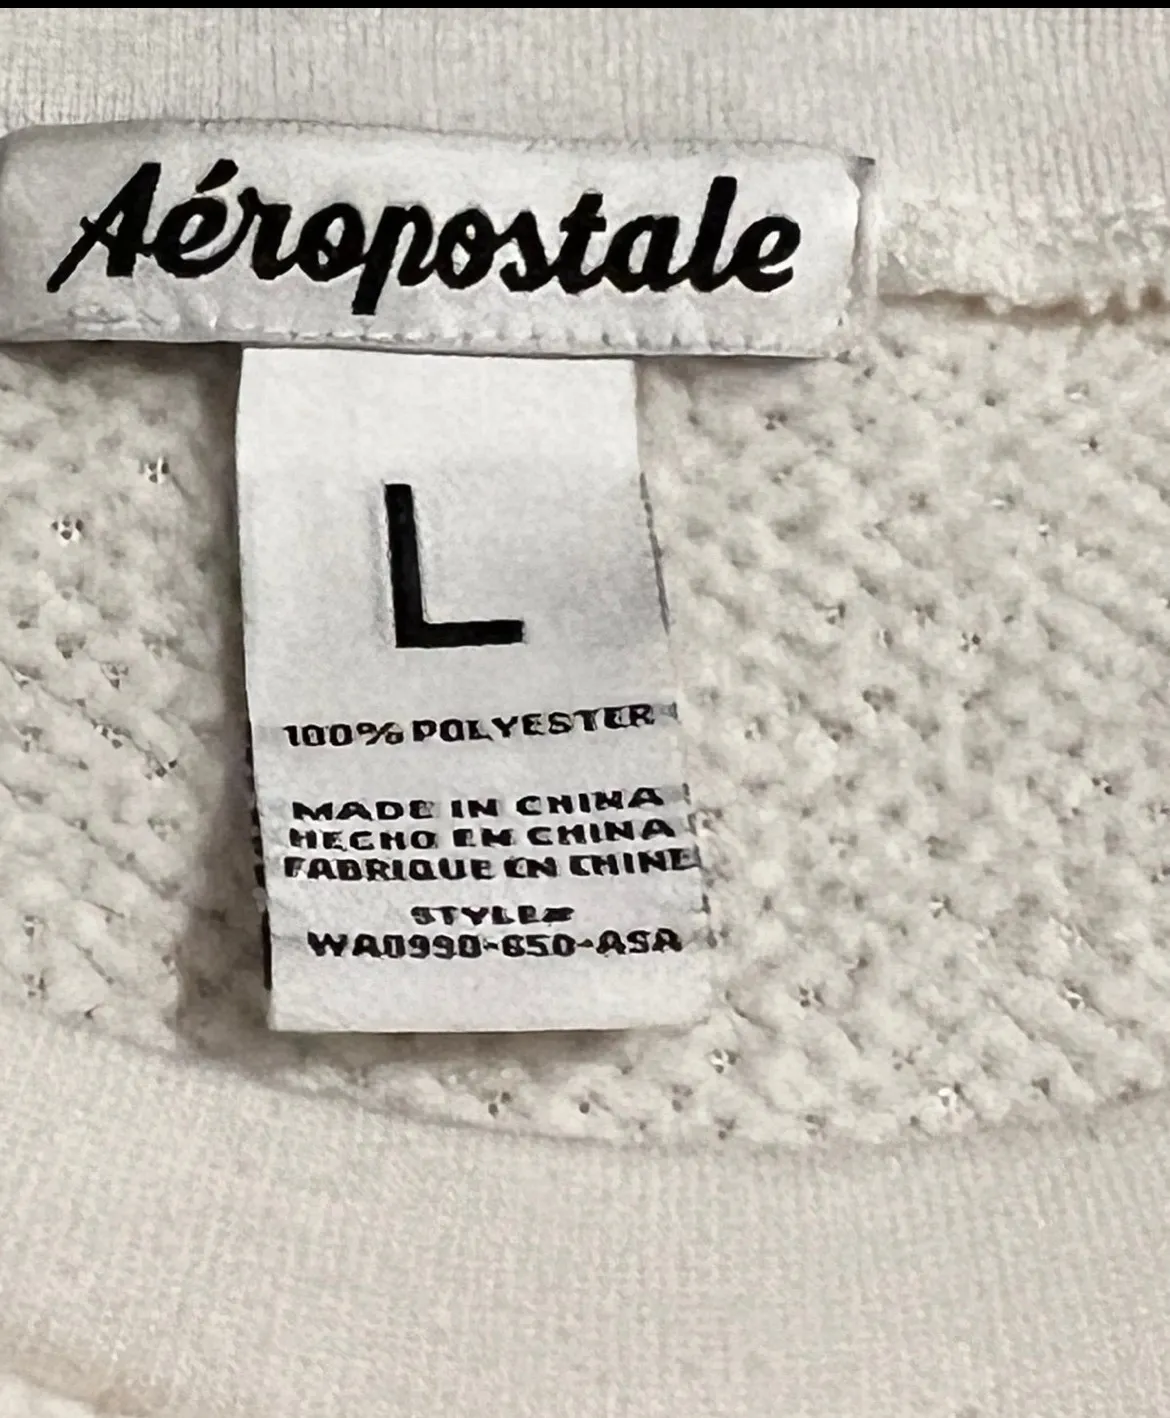 Aéropostale
L
100% POLYESTER
MADE IN CHINA
HECHO EN CHINA
FABRIQUE EN CHINE
STYLE#
WA0990-650-ASA